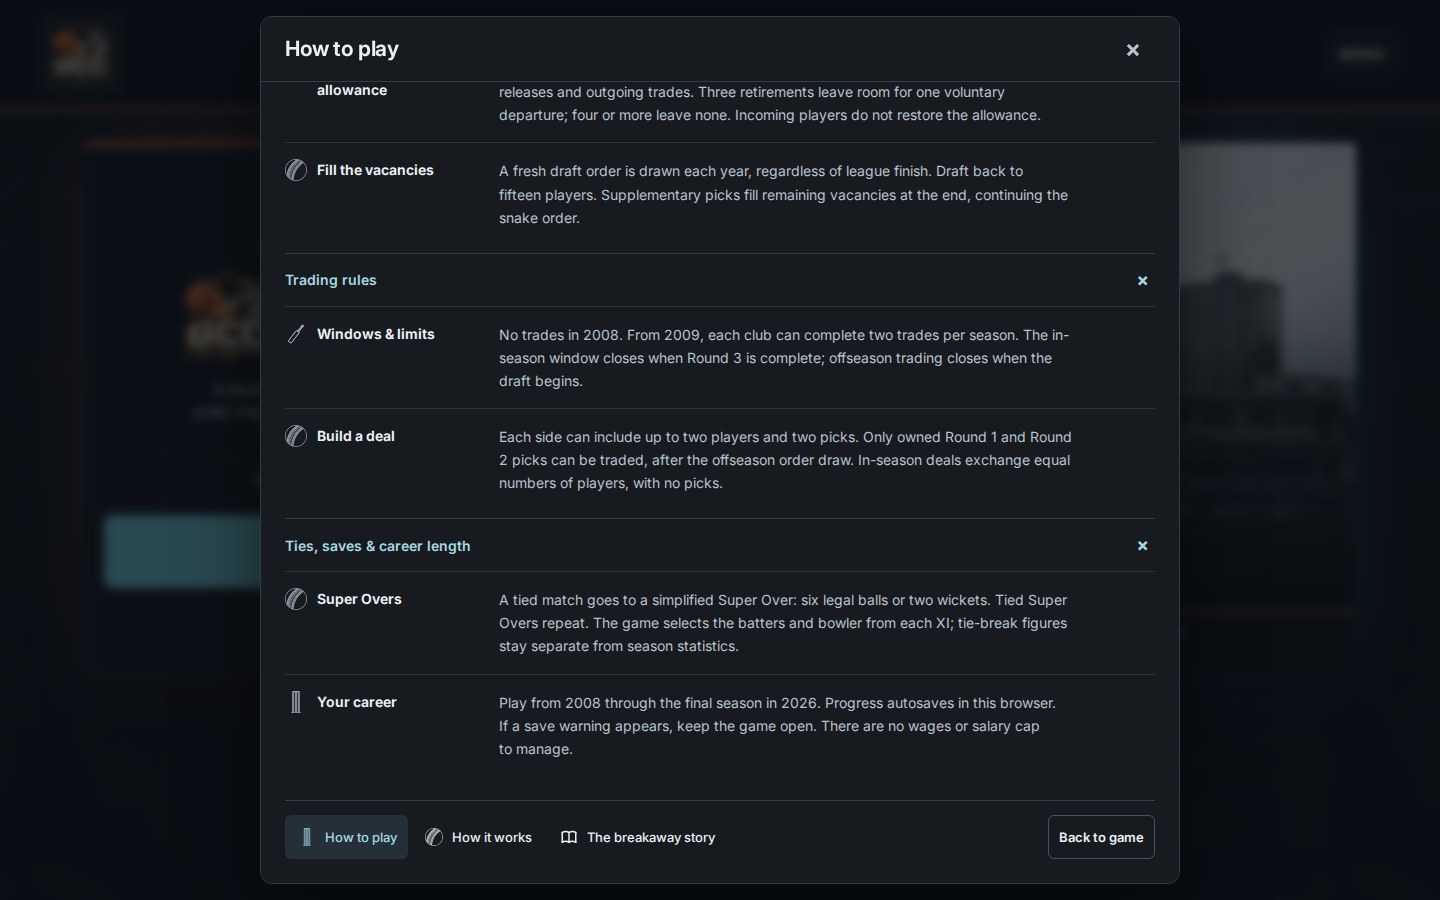 How to play
allowance
releases and outgoing trades. Three retirements leave room for one voluntary
departure; four or more leave none. Incoming players do not restore the allowance.
Fill the vacancies
A fresh draft order is drawn each year, regardless of league finish. Draft back to
fifteen players. Supplementary picks fill remaining vacancies at the end, continuing the
snake order.
Trading rules
Windows & limits
No trades in 2008. From 2009, each club can complete two trades per season. The in-
season window closes when Round 3 is complete; offseason trading closes when the
draft begins.
Build a deal
Each side can include up to two players and two picks. Only owned Round 1 and Round
2 picks can be traded, after the offseason order draw. In-season deals exchange equal
numbers of players, with no picks.
Ties, saves & career length
Super Overs
A tied match goes to a simplified Super Over: six legal balls or two wickets. Tied Super
Overs repeat. The game selects the batters and bowler from each XI; tie-break figures
stay separate from season statistics.
Your career
Play from 2008 through the final season in 2026. Progress autosaves in this browser.
If a save warning appears, keep the game open. There are no wages or salary cap
to manage.
How to play
How it works
The breakaway story
Back to game